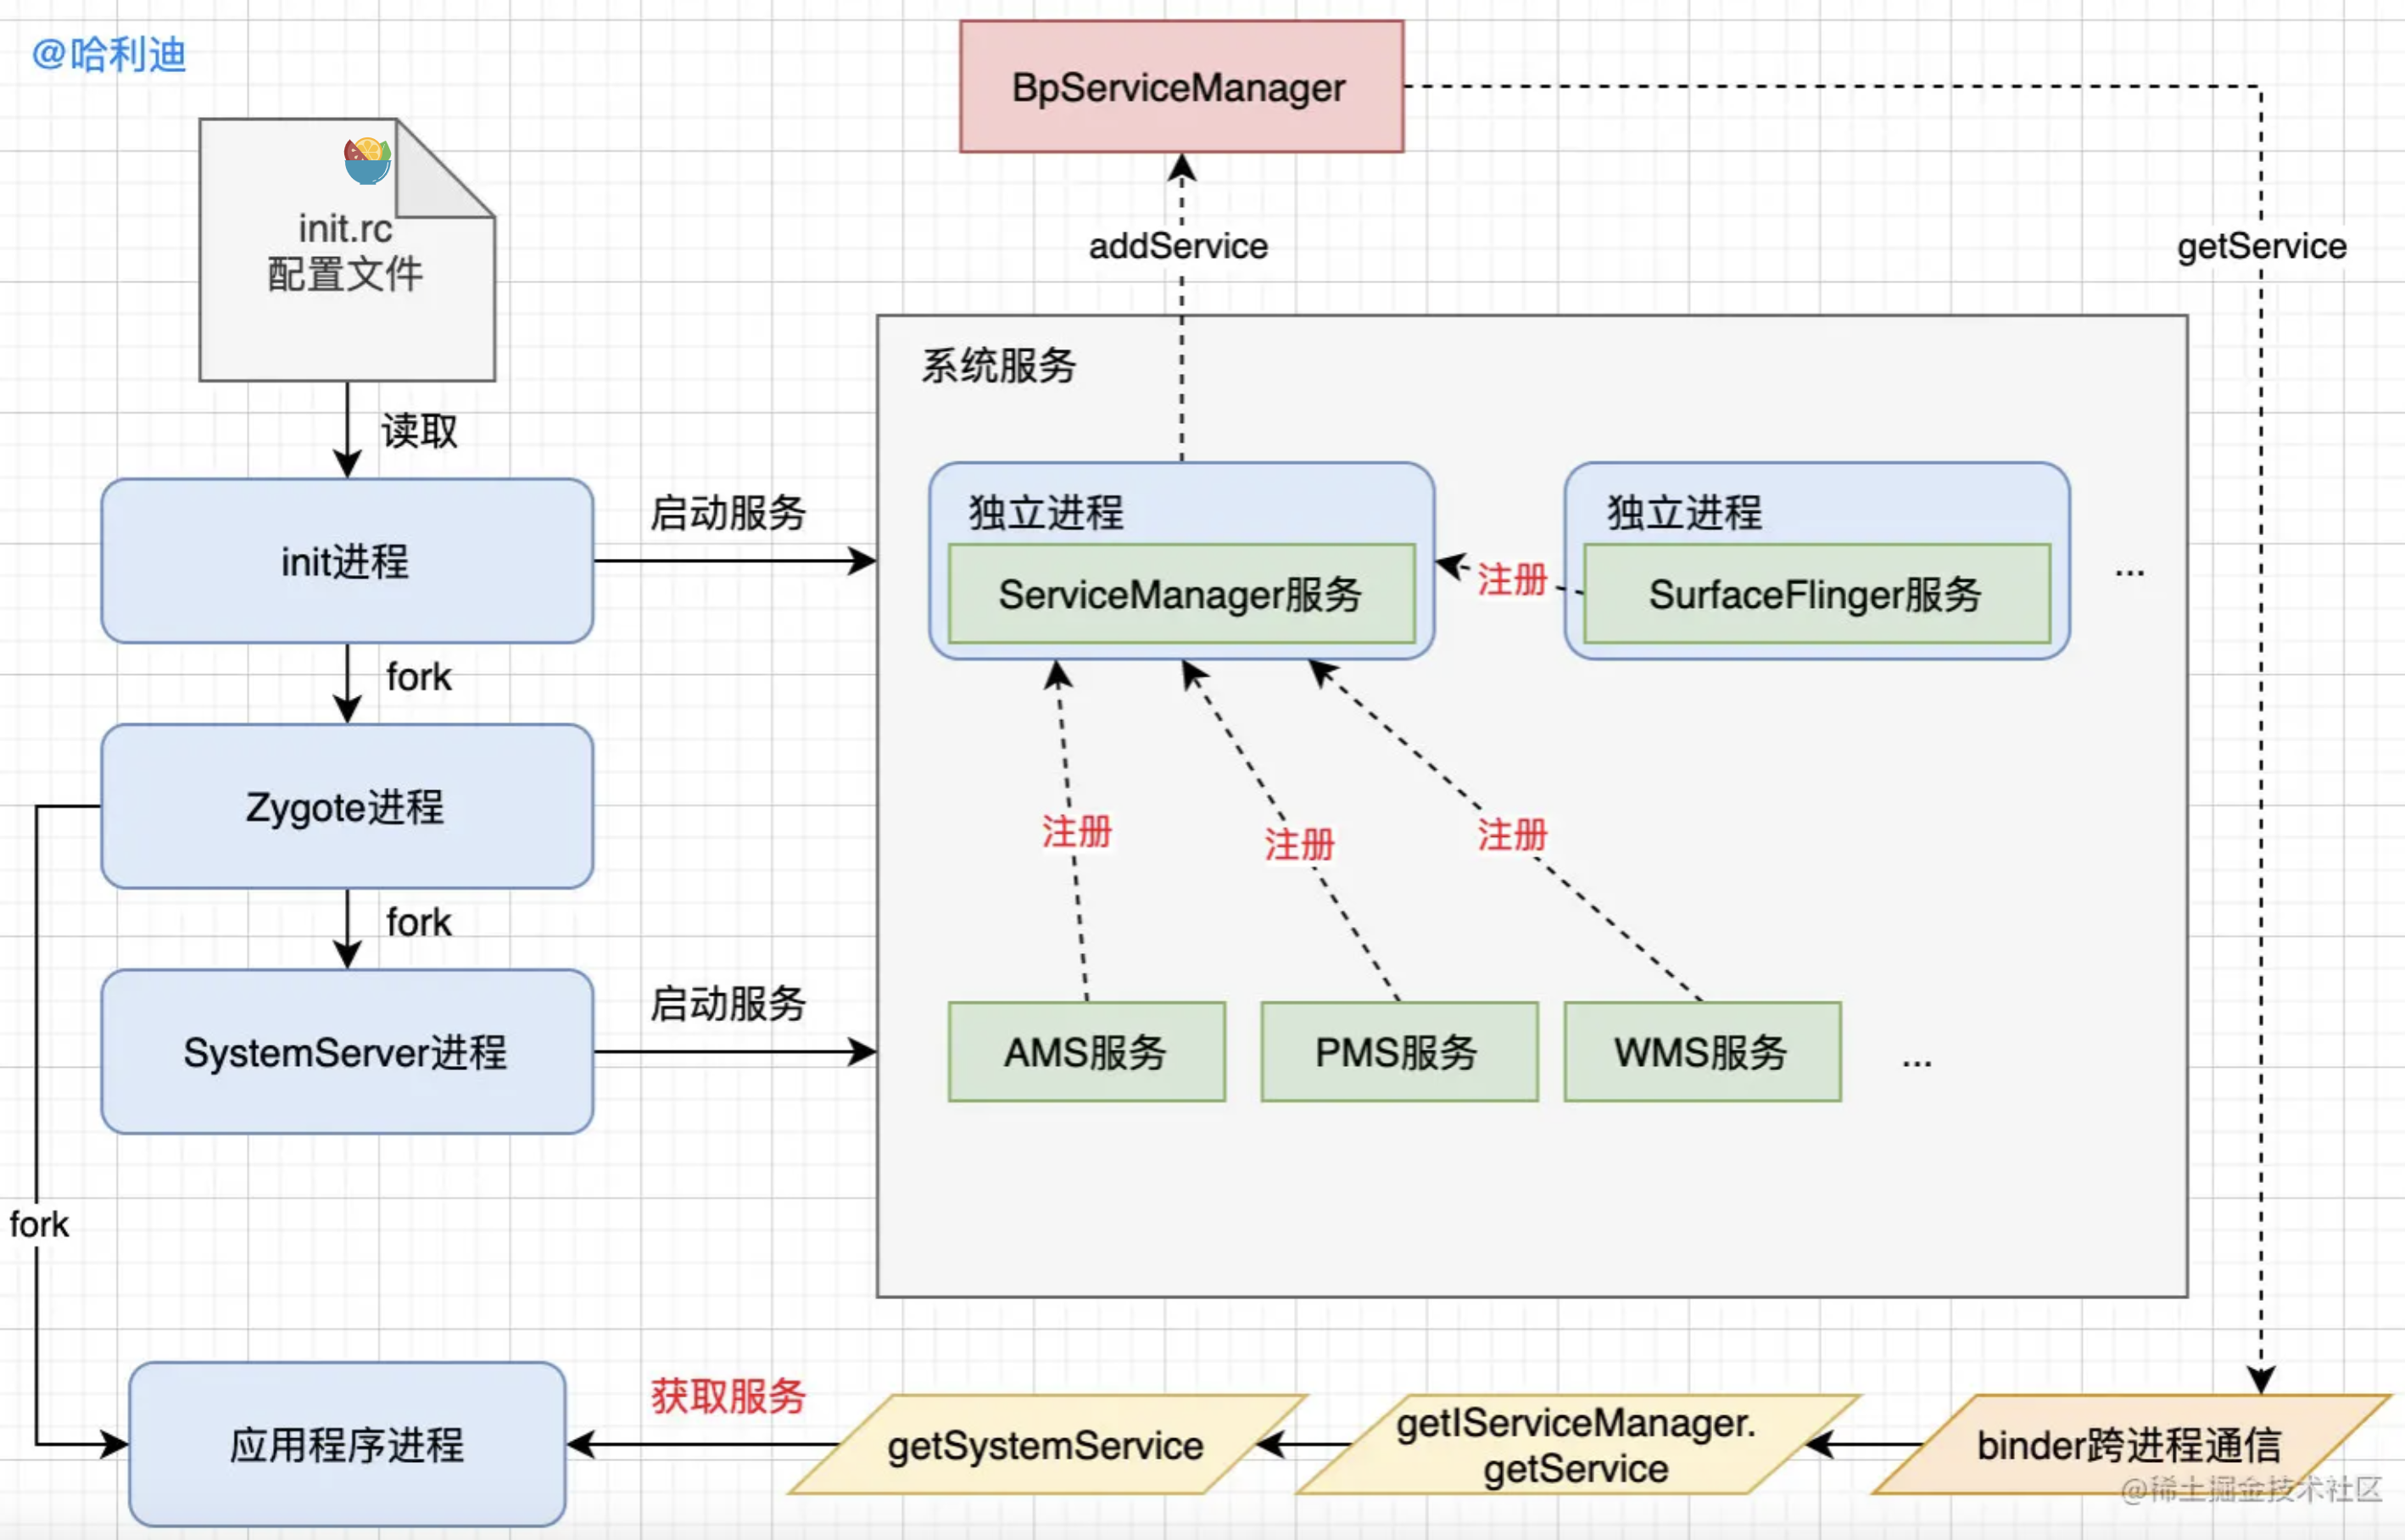 @哈利迪
BpServiceManager
init.rc
配置文件
addService
getService
系统服务
读取
启动服务
独立进程
独立进程
init进程
ServiceManager服务
注册
SurfaceFlinger服务
...
fork
Zygote进程
注册
注册
注册
fork
启动服务
SystemServer进程
AMS服务
PMS服务
WMS服务
...
fork
获取服务
应用程序进程
getSystemService
getIServiceManager.
getService
binder跨进程通信
@稀土掘金技术社区